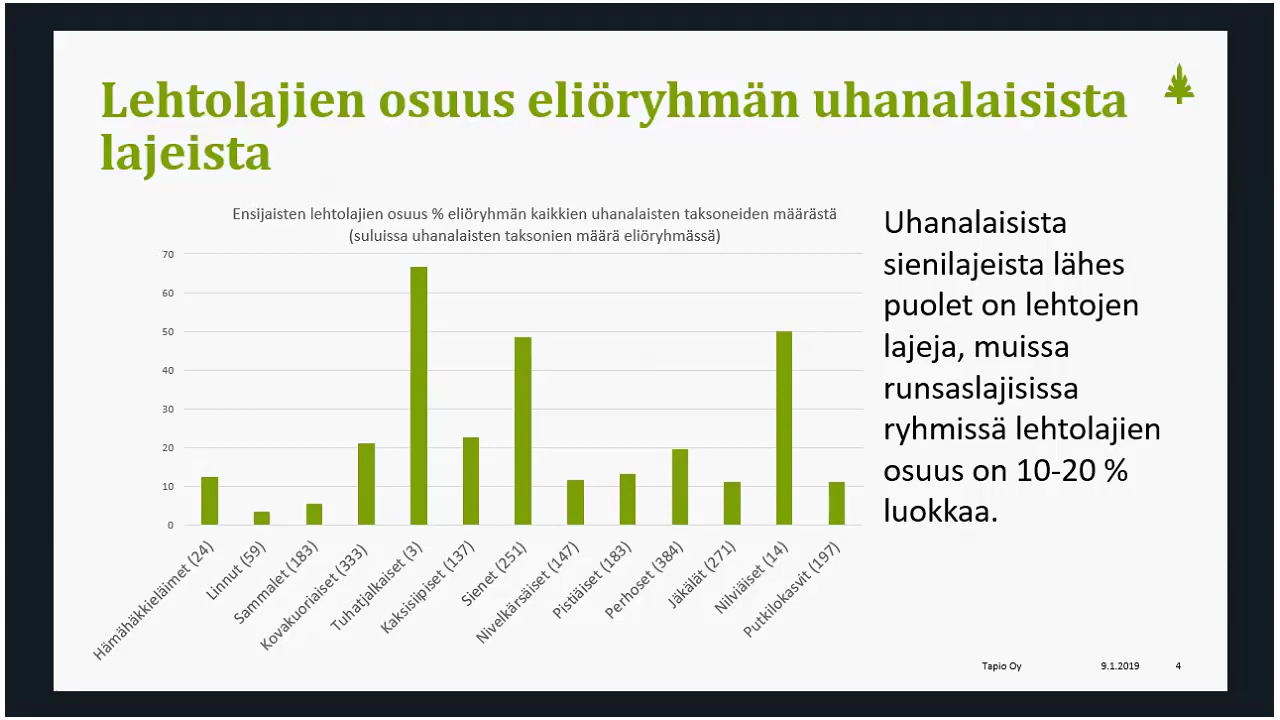 Lehtolajien osuus eliöryhmän uhanalaisista
lajeista
Ensijaisten lehtolajien osuus % eliöryhmän kaikkien uhanalaisten taksoneiden määrästä
(suluissa uhanalaisten taksonien määrä eliöryhmässä)
70
60
50
40
30
20
10
0
Hämähäkkieläimet (24)
Linnut (59)
Sammalet (183)
Kovakuoriaiset (333)
Tuhatjalkaiset (3)
Kaksisiipiset (137)
Sienet (251)
Nivelkärsäiset (147)
Pistiäiset (183)
Perhoset (384)
Jäkälät (271)
Nilviäiset (14)
Putkilokasvit (197)
Uhanalaisista
sienilajeista lähes
puolet on lehtojen
lajeja, muissa
runsaslajisissa
ryhmissä lehtolajien
osuus on 10-20 %
luokkaa.
Tapio Oy 9.1.2019 4